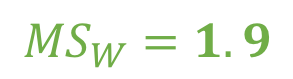 MS_W = 1.9